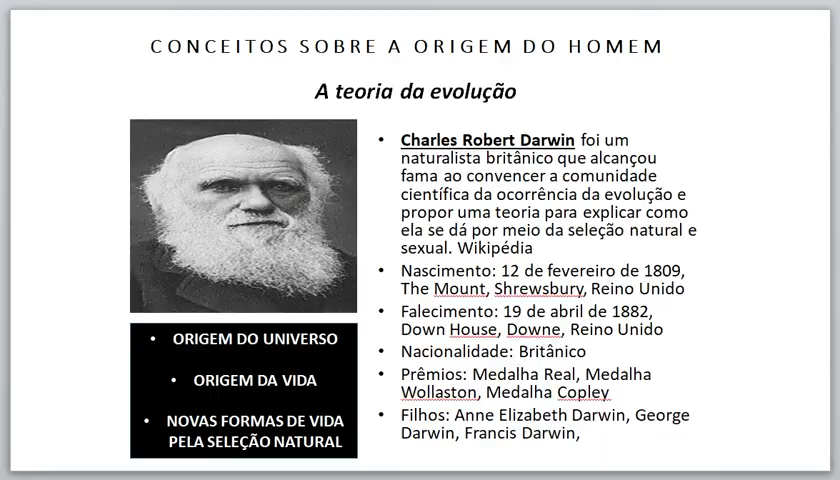 CONCEITOS SOBRE A ORIGEM DO HOMEM
A teoria da evolução
• Charles Robert Darwin foi um
naturalista britânico que alcançou
fama ao convencer a comunidade
científica da ocorrência da evolução e
propor uma teoria para explicar como
ela se dá por meio da seleção natural e
sexual. Wikipédia
• Nascimento: 12 de fevereiro de 1809,
The Mount, Shrewsbury, Reino Unido
• Falecimento: 19 de abril de 1882,
Down House, Downe, Reino Unido
• Nacionalidade: Britânico
• Prêmios: Medalha Real, Medalha
Wollaston, Medalha Copley
• Filhos: Anne Elizabeth Darwin, George
Darwin, Francis Darwin,
• ORIGEM DO UNIVERSO
• ORIGEM DA VIDA
• NOVAS FORMAS DE VIDA
PELA SELEÇÃO NATURAL